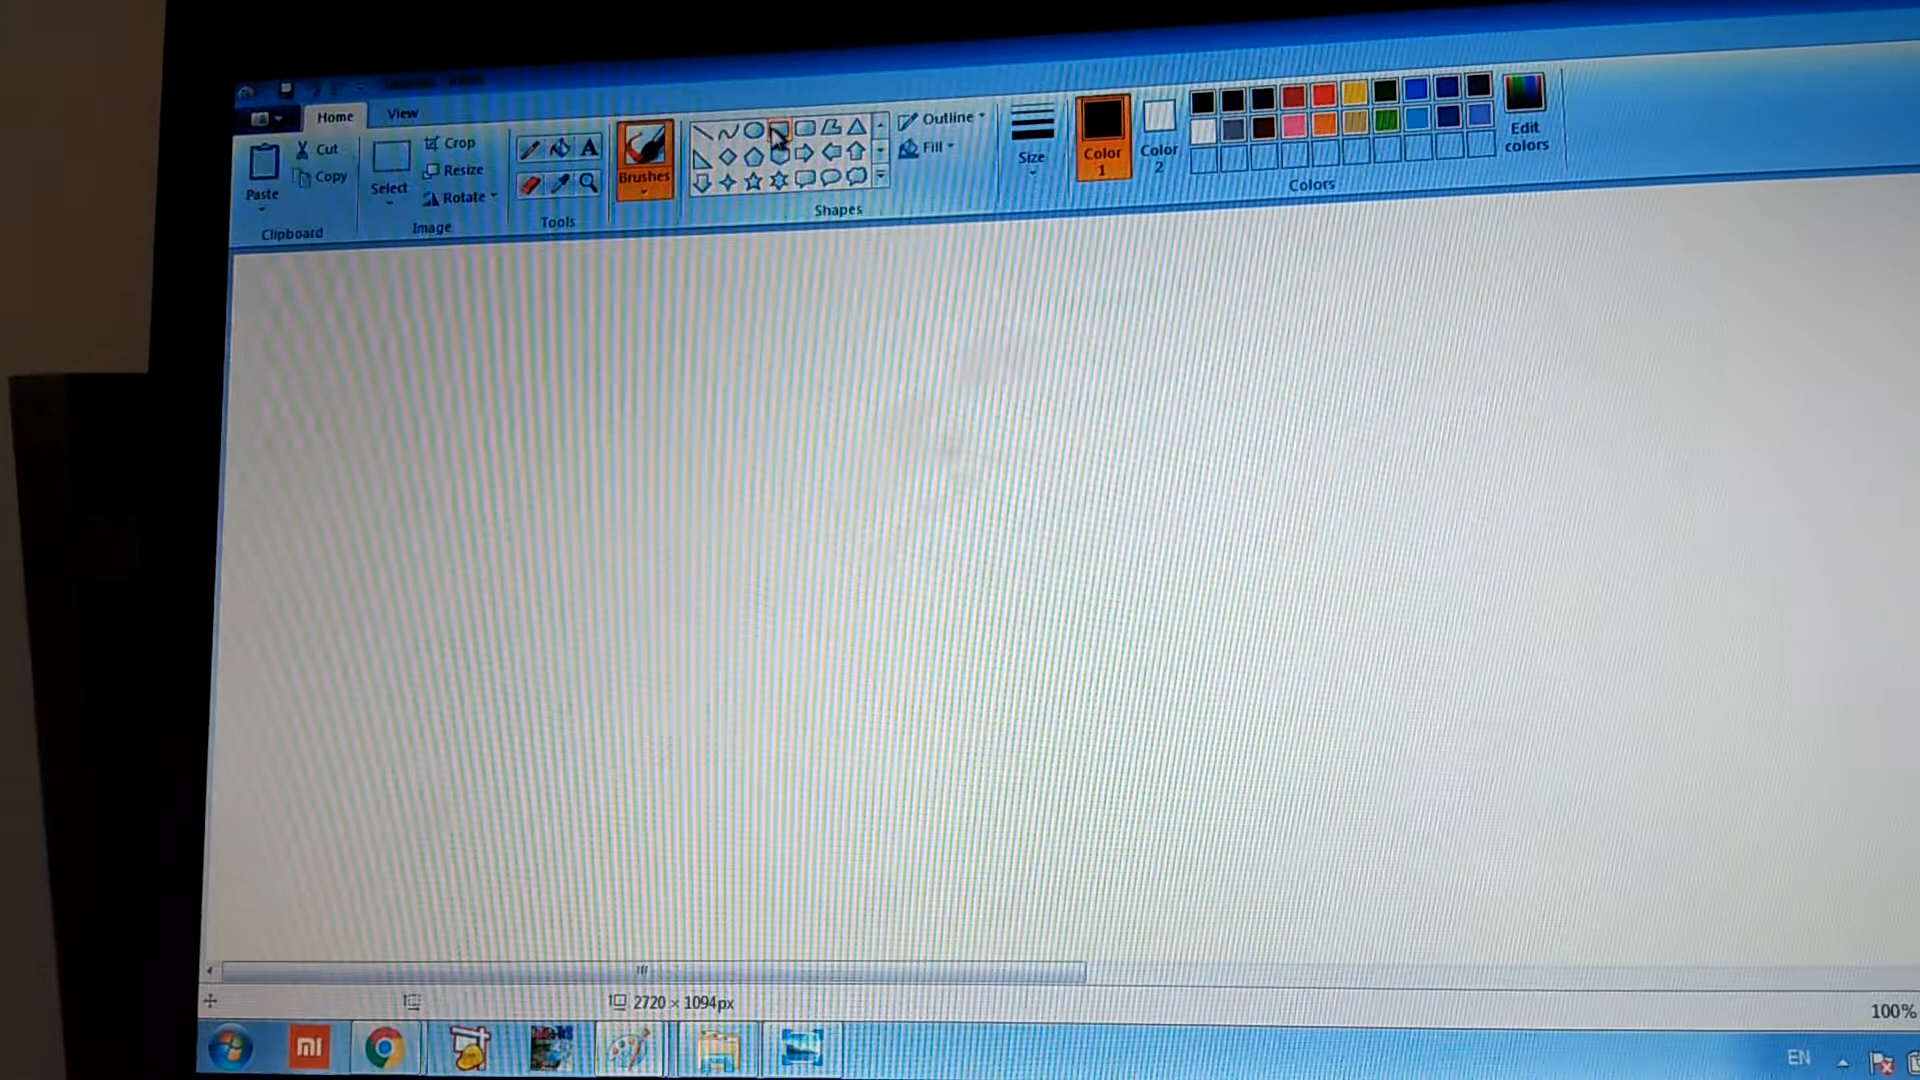 Home View
Paste
Cut
Copy
Clipboard
Select
Crop
Resize
Rotate
Image
A
Tools
Brushes
Shapes
Outline
Fill
Size
Color
1
Color
2
Colors
Edit
colors
2720 × 1094px
100%
mi
EN